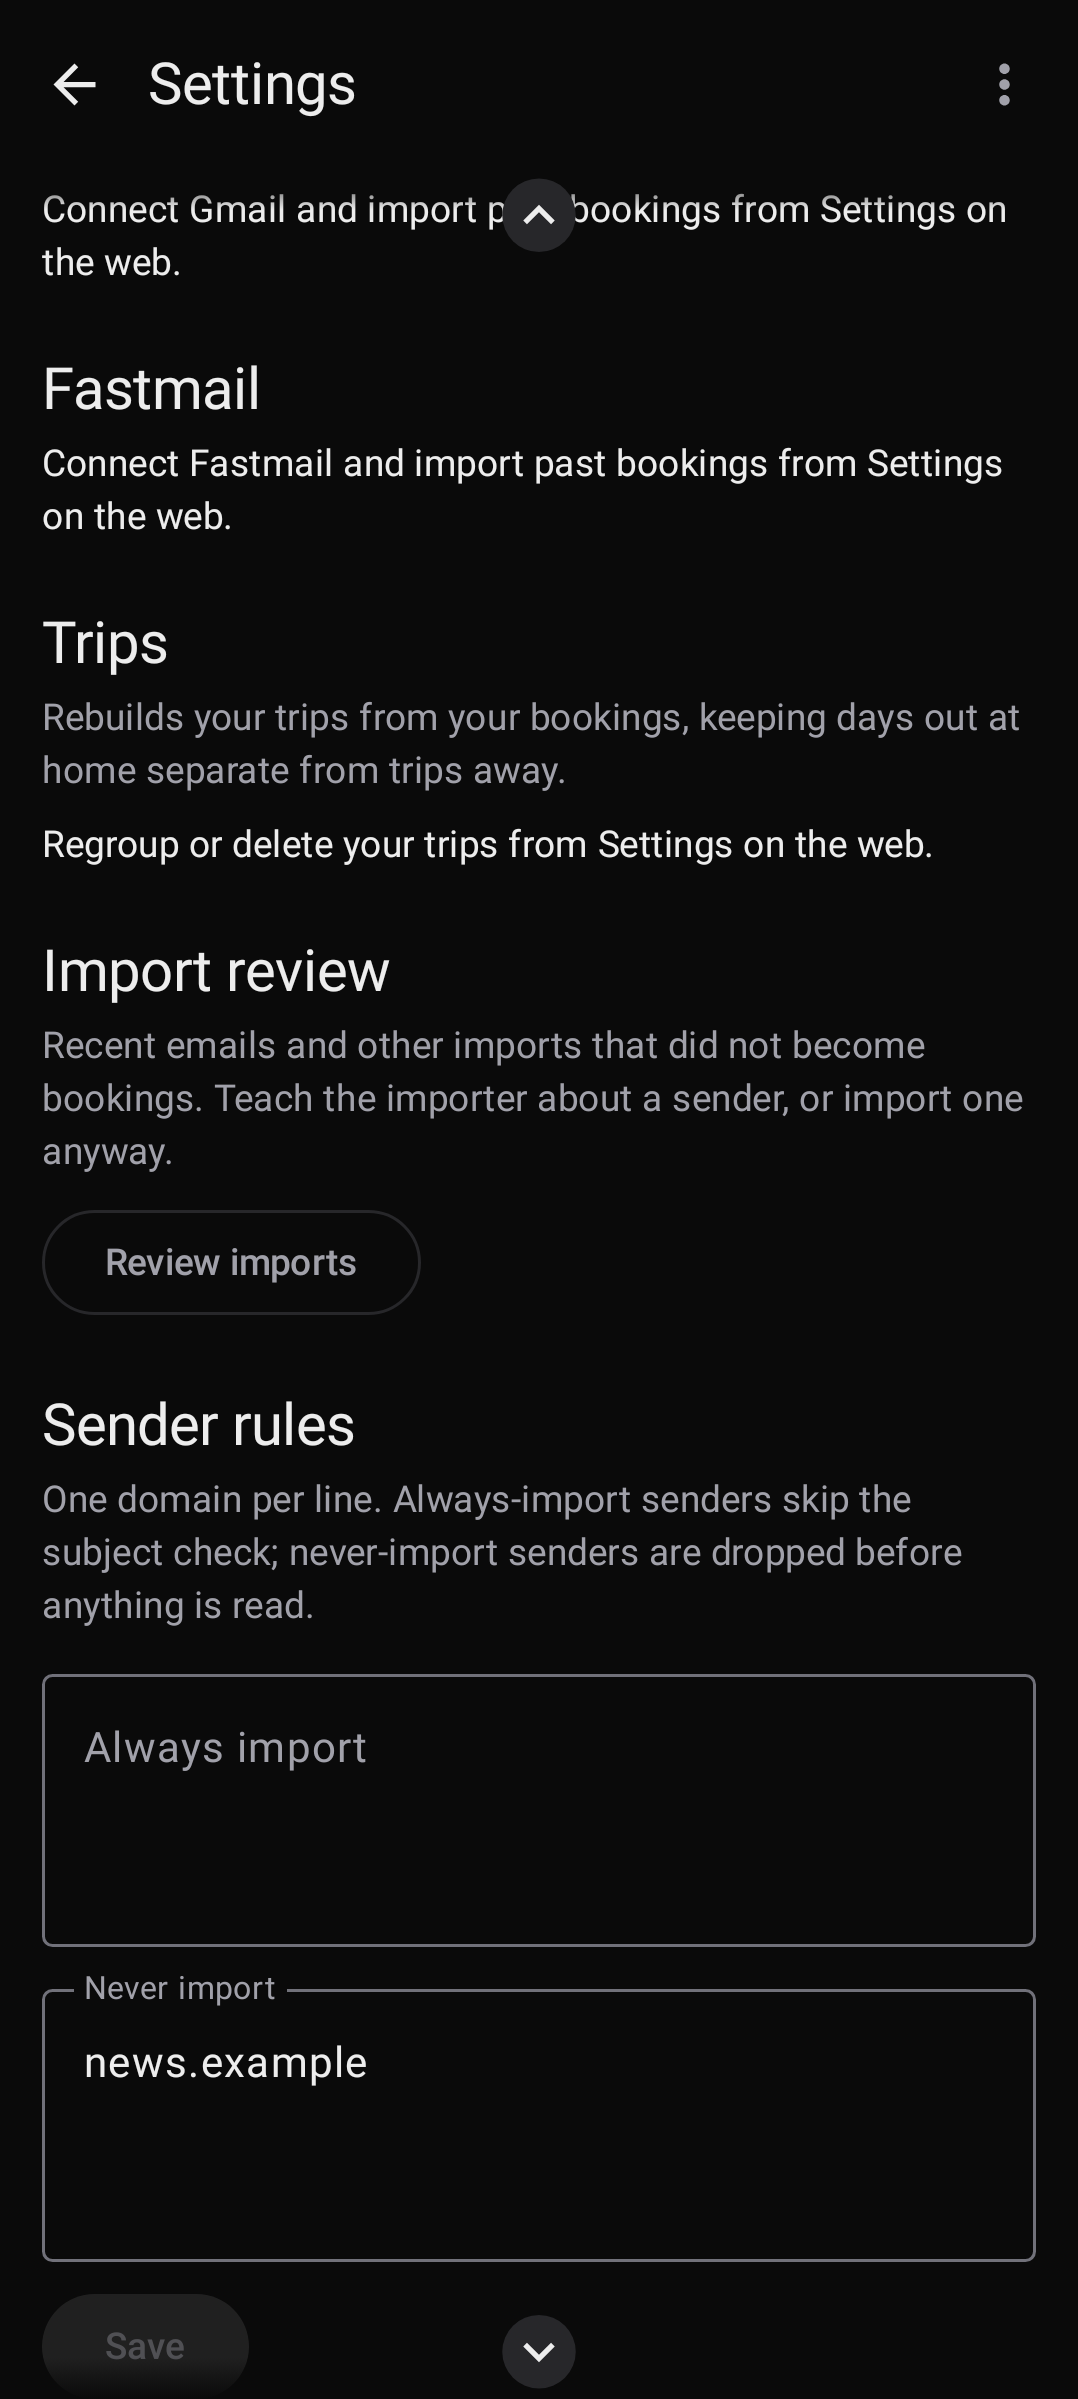 Settings
Connect Gmail and import bookings from Settings on
the web.
Fastmail
Connect Fastmail and import past bookings from Settings
on the web.
Trips
Rebuilds your trips from your bookings, keeping days out at
home separate from trips away.
Regroup or delete your trips from Settings on the web.
Import review
Recent emails and other imports that did not become
bookings. Teach the importer about a sender, or import one
anyway.
Review imports
Sender rules
One domain per line. Always-import senders skip the
subject check; never-import senders are dropped before
anything is read.
Always import
Never import
news.example
Save